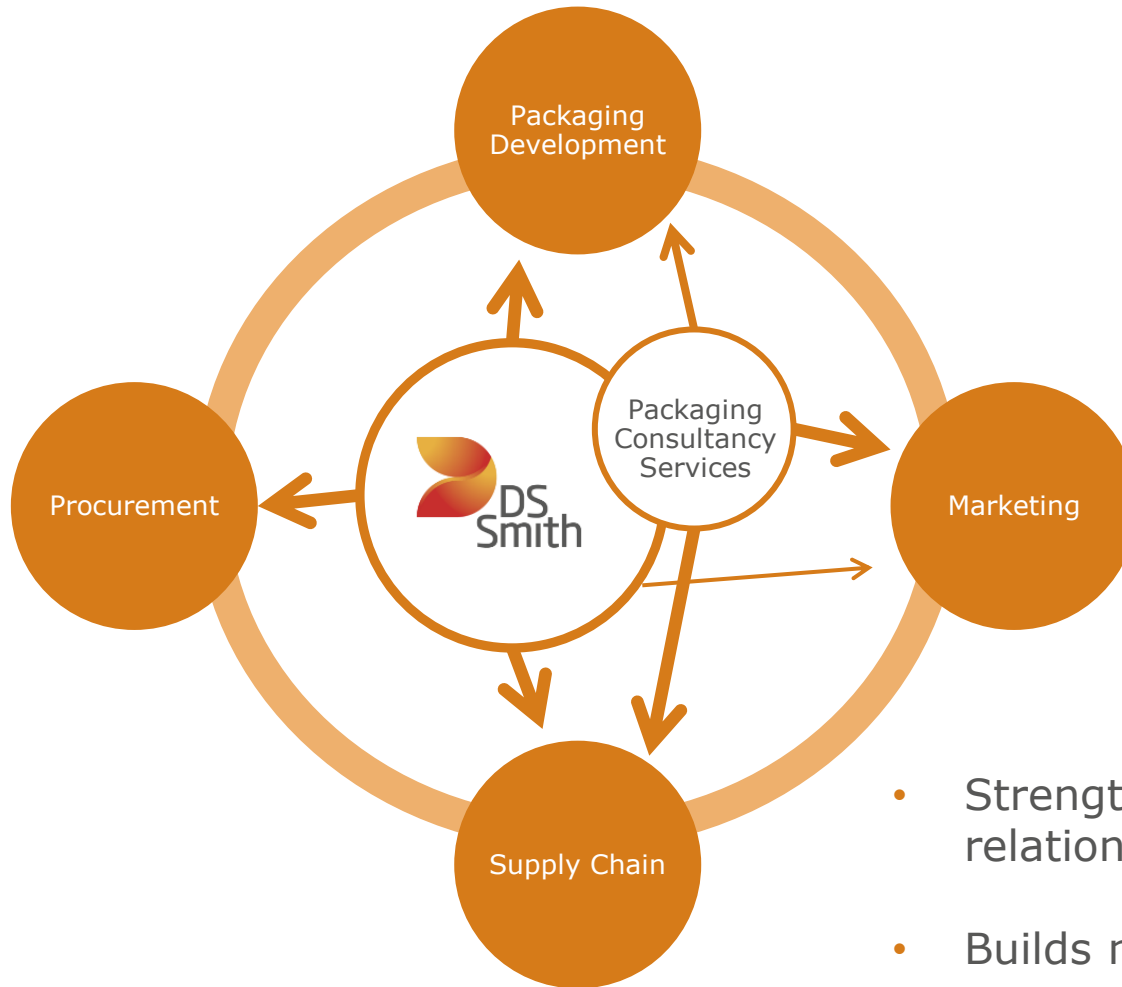 Packaging
Development
Packaging
Consultancy
Services
Procurement
DS
Smith
Marketing
Supply Chain
• Strengt
relation
• Builds